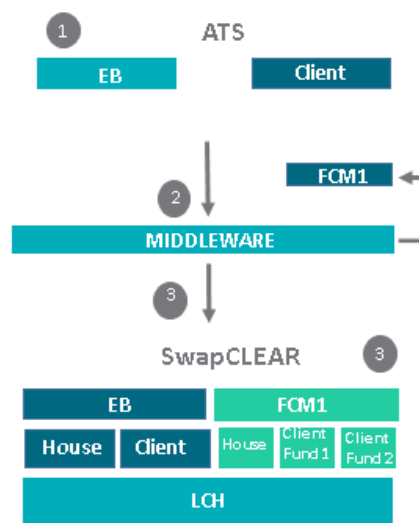 1
ATS
EB
Client
FCM1
2
MIDDLEWARE
3
SwapCLEAR
3
EB
FCM1
House
Client
House
Client
Fund 1
Client
Fund 2
LCH